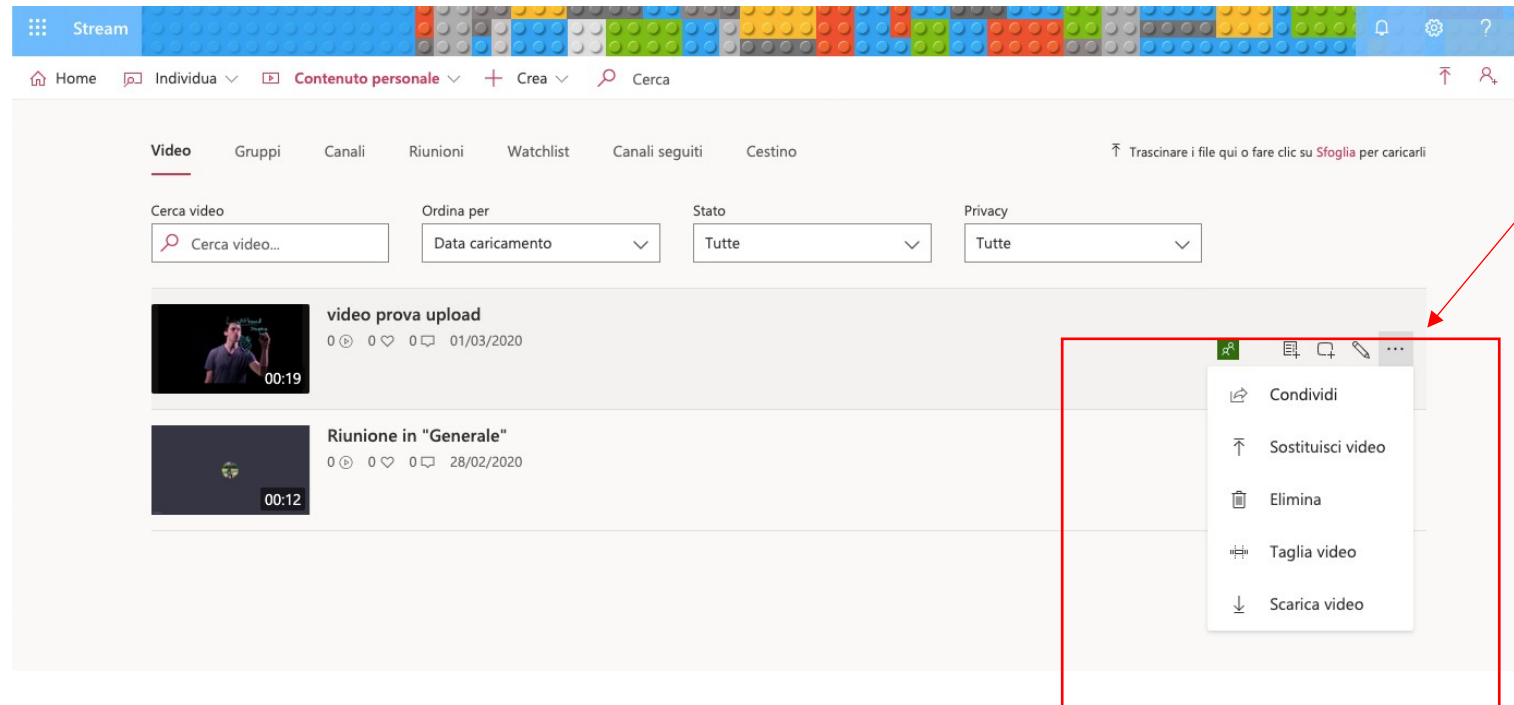 Stream
Home Individua Contenuto personale Crea Cerca
Video Gruppi Canali Riunioni Watchlist Canali seguiti Cestino Trascinare i file qui o fare clic su Sfoglia per caricarli
Cerca video Ordina per Stato Privacy
Cerca video... Data caricamento Tutte Tutte
video prova upload
0 0 0 01/03/2020
00:19
Condividi
Riunione in "Generale"
0 0 0 28/02/2020
00:12
Sostituisci video
Elimina
Taglia video
Scarica video